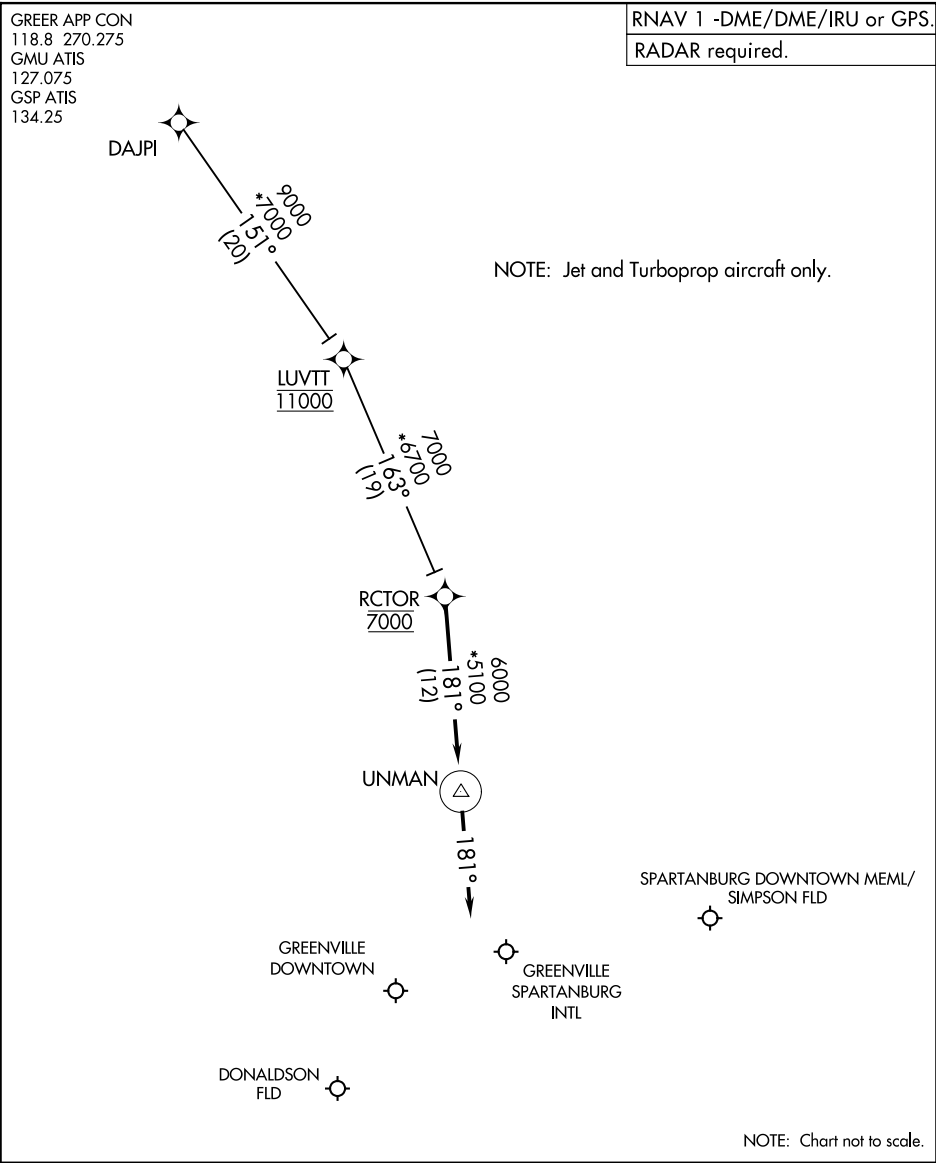 GREER APP CON
118.8 270.275
GMU ATIS
127.075
GSP ATIS
134.25
RNAV 1 -DME/DME/IRU or GPS.
RADAR required.
DAJPI
9000
*7000
151°
(20)
NOTE: Jet and Turboprop aircraft only.
LUVTT
11000
7000
*6700
163°
(19)
RCTOR
7000
6000
*5100
181°
(12)
UNMAN
181°
SPARTANBURG DOWNTOWN MEML/
SIMPSON FLD
GREENVILLE
DOWNTOWN
GREENVILLE
SPARTANBURG
INTL
DONALDSON
FLD
NOTE: Chart not to scale.